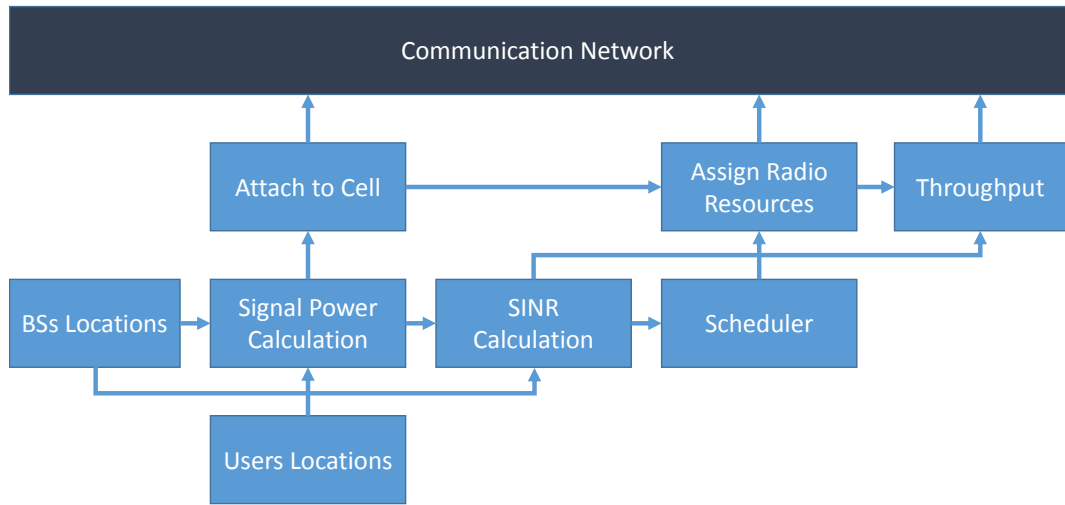 Communication Network
Attach to Cell
Assign Radio
Resources
Throughput
BSs Locations
Signal Power
Calculation
SINR
Calculation
Scheduler
Users Locations